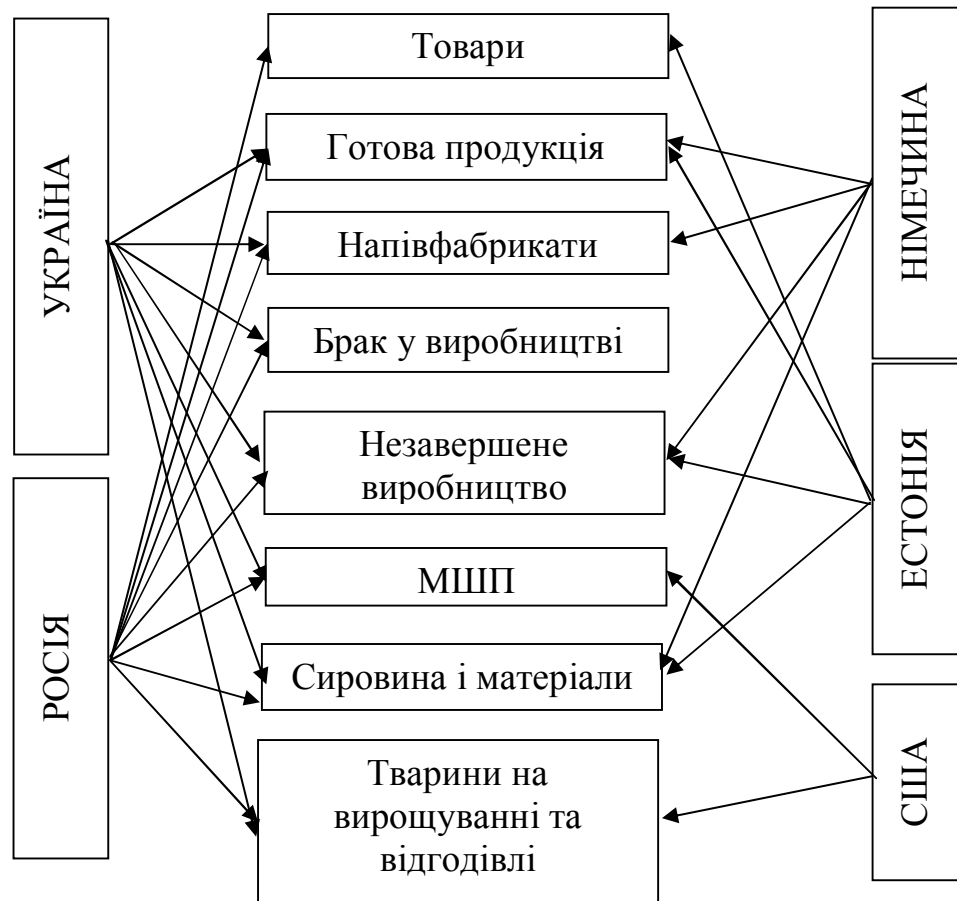 УКРАЇНА
РОСІЯ
Товари
Готова продукція
Напівфабрикати
Брак у виробництві
Незавершене
виробництво
МШП
Сировина і матеріали
Тварини на
вирощуванні та
відгодівлі
НІМЕЧИНА
ЕСТОНІЯ
США